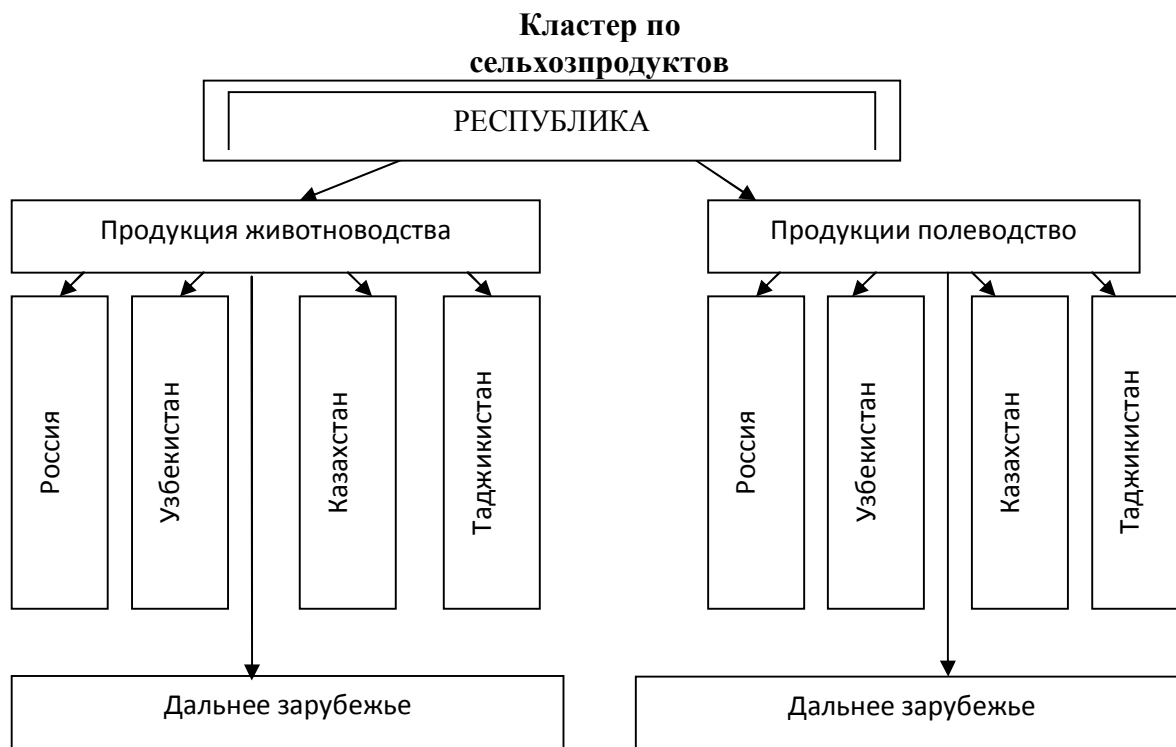 Кластер по
сельхозпродуктов
РЕСПУБЛИКА
Продукция животноводства
Продукции полеводство
Россия
Узбекистан
Казахстан
Таджикистан
Россия
Узбекистан
Казахстан
Таджикистан
Дальнее зарубежье
Дальнее зарубежье